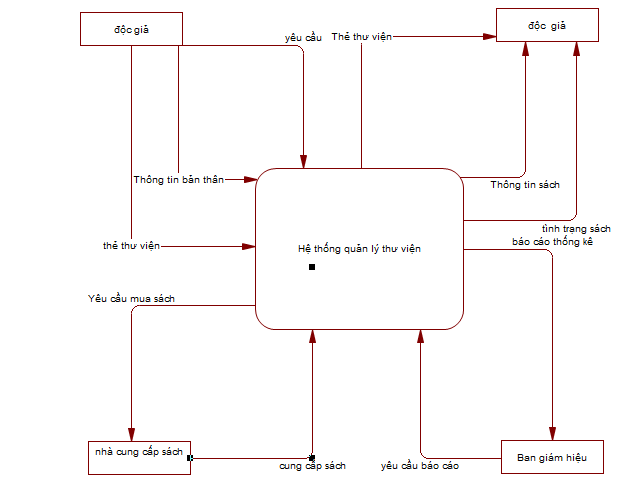 độc giả
độc giả
yêu cầu
Thẻ thư viện
Thông tin bản thân
Thông tin sách
tình trạng sách
báo cáo thống kê
thẻ thư viện
Hệ thống quản lý thư viện
Yêu cầu mua sách
nhà cung cấp sách
cung cấp sách
yêu cầu báo cáo
Ban giám hiệu